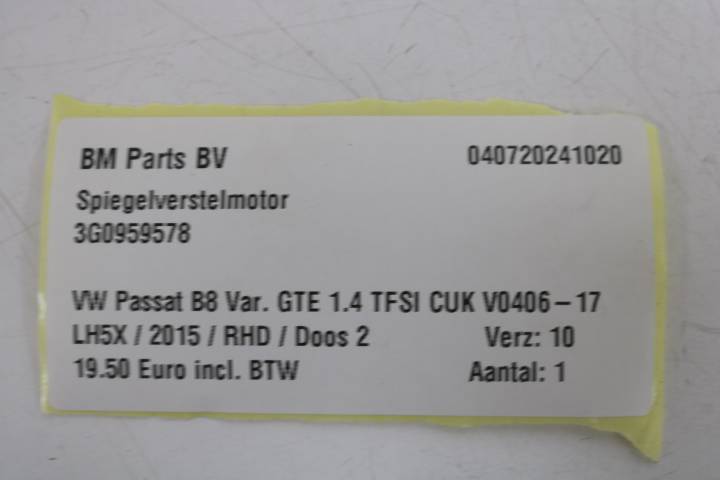 BM Parts BV 040720241020
Spiegelverstelmotor
3G0959578
VW Passat B8 Var. GTE 1.4 TFSI CUK V0406-17
LH5X / 2015 / RHD / Doos 2 Verz: 10
19.50 Euro incl. BTW Aantal: 1